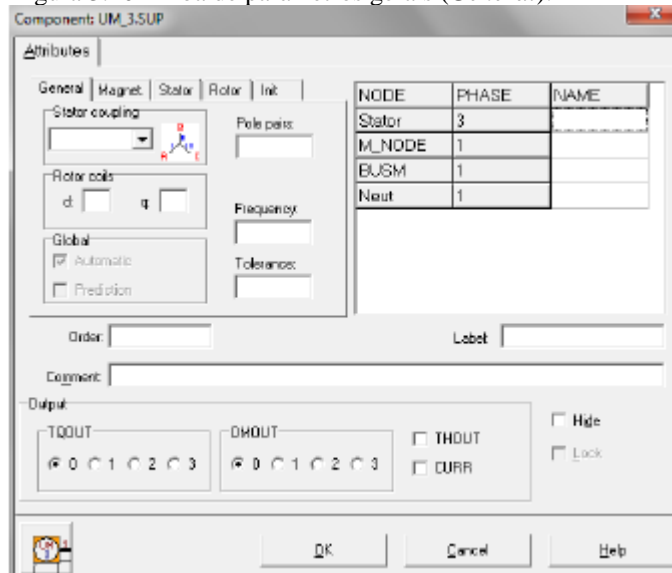 Component: UM_3.SUP
Attributes
General Magnet. Stator Rotor Init
Stator coupling
Pole pairs:
Rotor coils
d: q:
Frequency:
Global
Automatic
Tolerance:
Prediction
NODE PHASE NAME
Stator 3
M_NODE 1
BUSM 1
Neut 1
Order: Label:
Comment:
Output
TQOUT
0 1 2 3
OMOUT
0 1 2 3
THOUT
CURR
Hide
Lock
OK Cancel Help